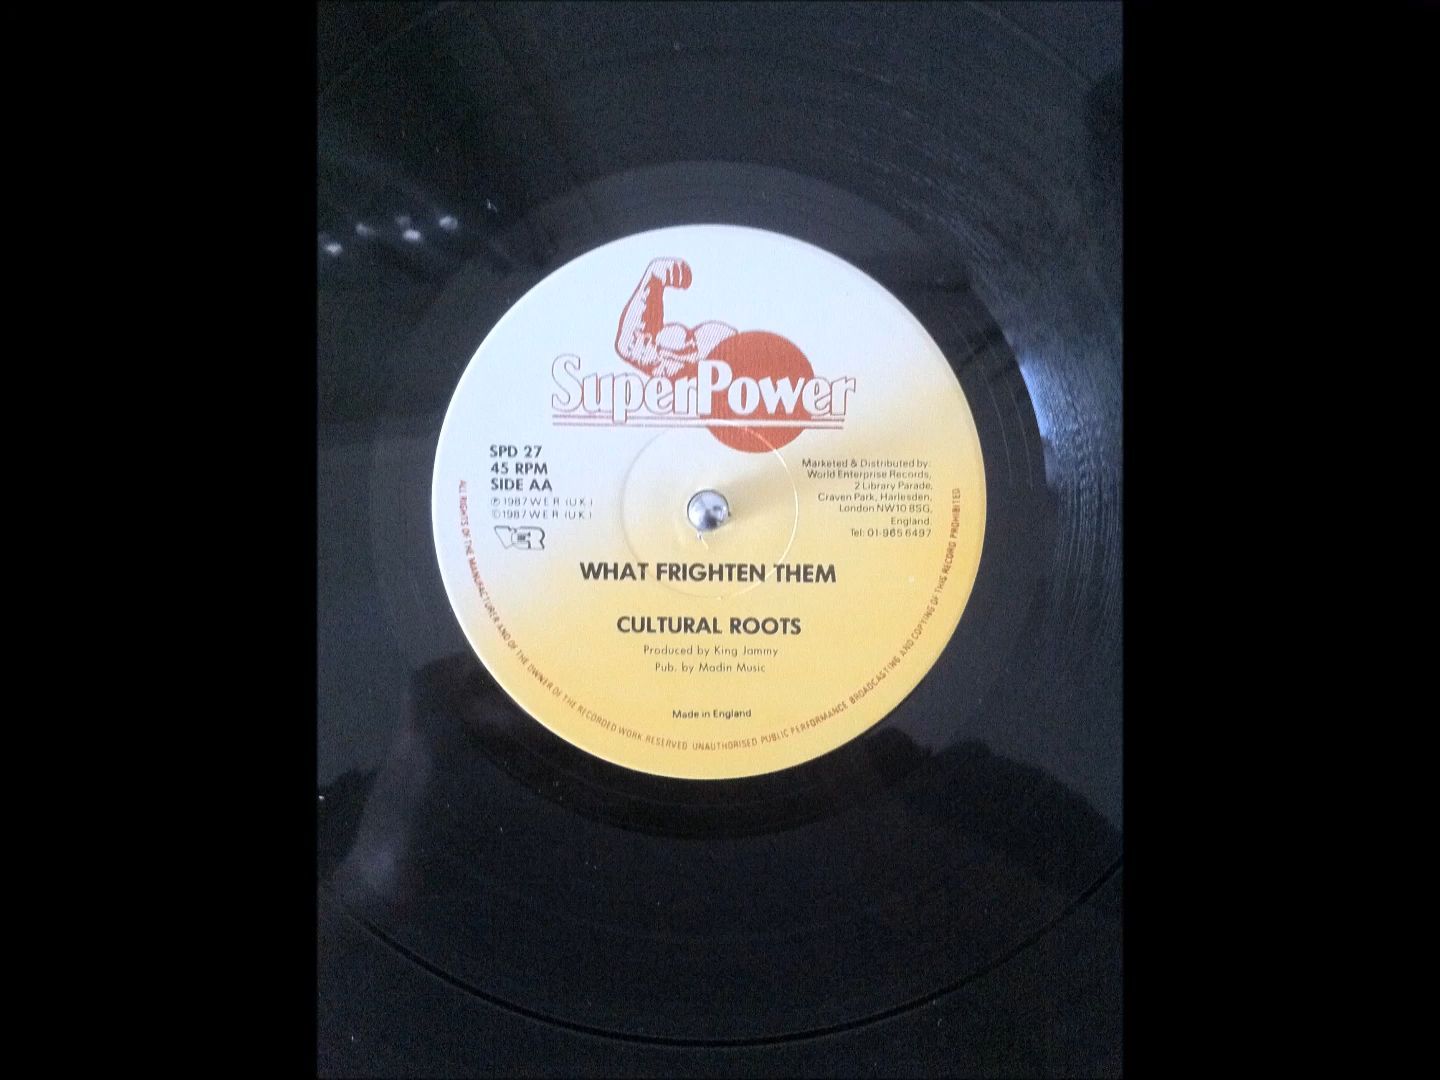 SuperPower
SPD 27
45 RPM
SIDE AA
℗1987 W E R (U.K.)
©1987 W E R (U.K.)
WER
Marketed & Distributed by:
World Enterprise Records,
2 Library Parade,
Craven Park, Harlesden,
London NW10 8SG,
England.
Tel: 01-965 6497
WHAT FRIGHTEN THEM
CULTURAL ROOTS
Produced by King Jammy
Pub. by Madin Music
Made in England
ALL RIGHTS OF THE MANUFACTURER AND OF THE OWNER OF THE RECORDED WORK RESERVED UNAUTHORISED PUBLIC PERFORMANCE BROADCASTING AND COPYING OF THIS RECORD PROHIBITED